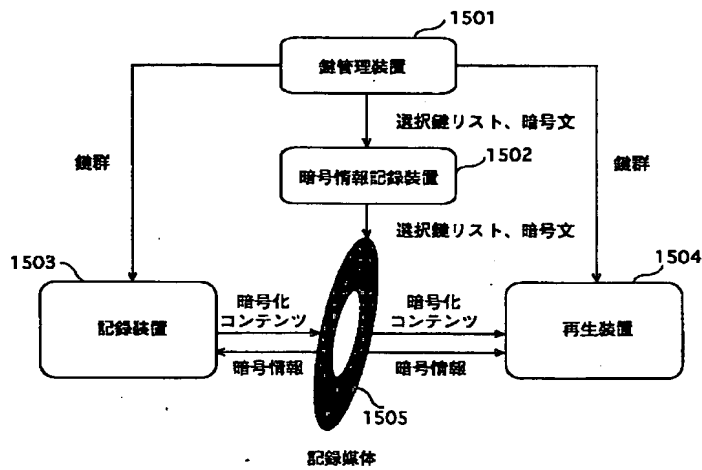 1501
鍵管理装置
選択鍵リスト、暗号文
鍵群
1502
鍵群
暗号情報記録装置
選択鍵リスト、暗号文
1503
1504
記録装置
暗号化
コンテンツ
暗号化
コンテンツ
再生装置
暗号情報
暗号情報
1505
記録媒体